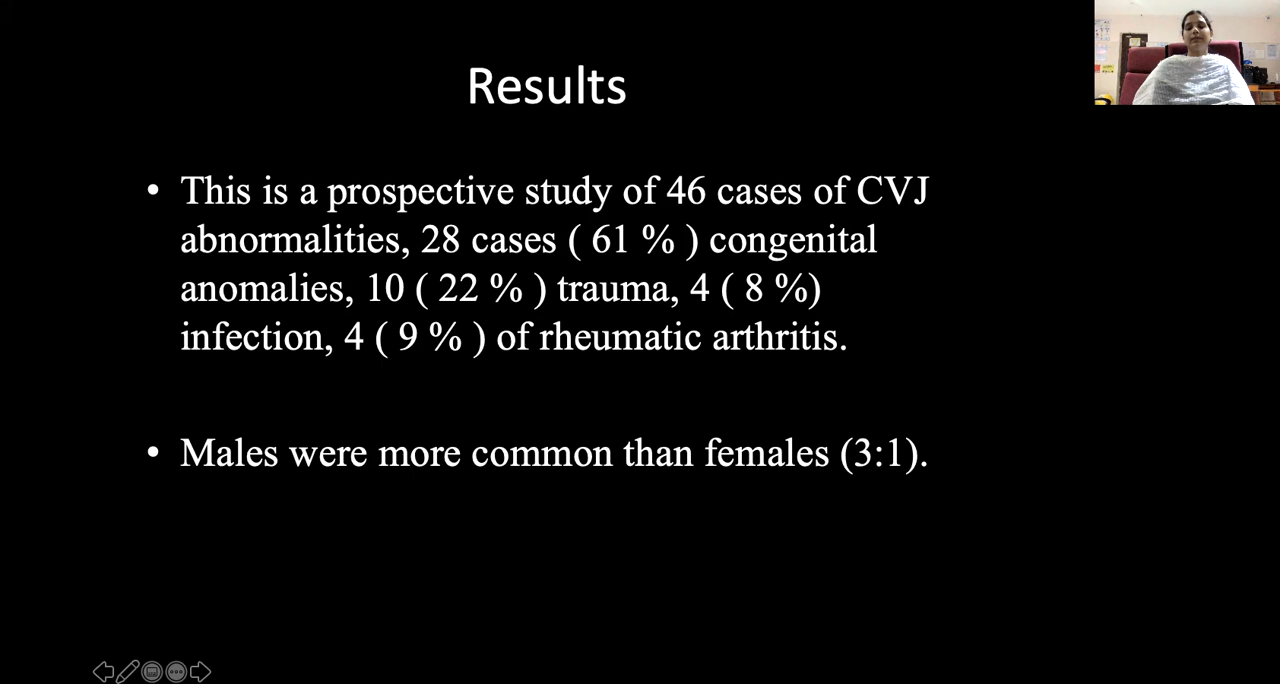 Results
• This is a prospective study of 46 cases of CVJ
abnormalities, 28 cases ( 61 % ) congenital
anomalies, 10 ( 22 % ) trauma, 4 ( 8 %)
infection, 4 ( 9 % ) of rheumatic arthritis.
• Males were more common than females (3:1).